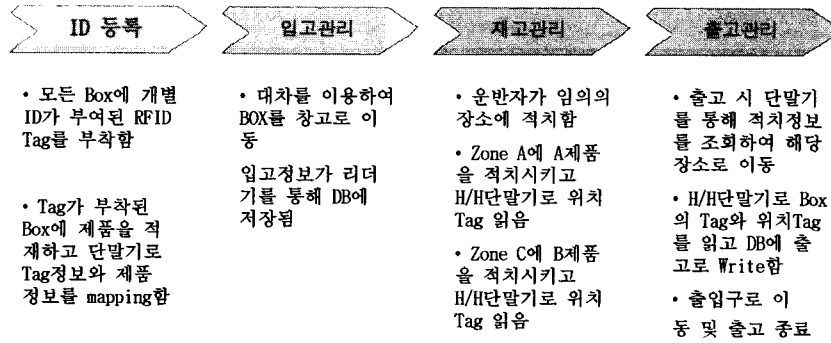 ID 등록
입고관리
재고관리
출고관리
• 모든 Box에 개별
ID가 부여된 RFID
Tag를 부착함
• Tag가 부착된
Box에 제품을 적
재하고 단말기로
Tag정보와 제품
정보를 mapping함
• 대차를 이용하여
BOX를 창고로 이
동
입고정보가 리더
기를 통해 DB에
저장됨
• 운반자가 임의의
장소에 적치함
• Zone A에 A제품
을 적치시키고
H/H단말기로 위치
Tag 읽음
• Zone C에 B제품
을 적치시키고
H/H단말기로 위치
Tag 읽음
• 출고 시 단말기
를 통해 적치정보
를 조회하여 해당
장소로 이동
• H/H단말기로 Box
의 Tag와 위치Tag
를 읽고 DB에 출
고로 Write함
• 출입구로 이
동 및 출고 종료